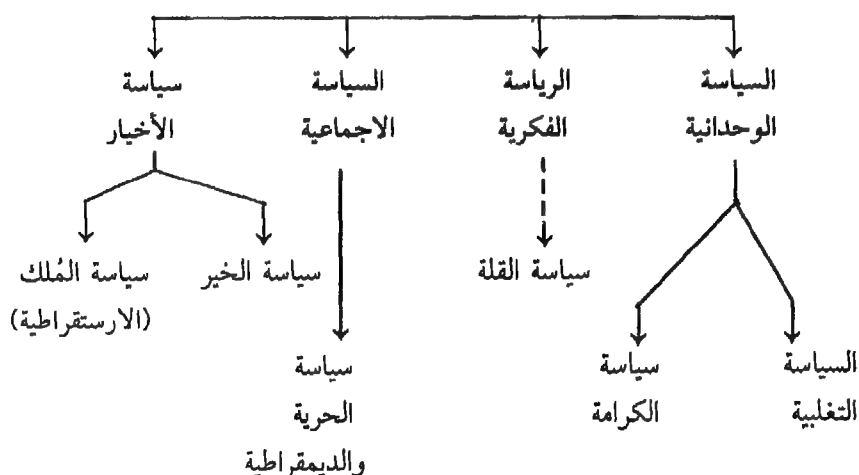 السياسة
الوحدانية
الرياسة
الفكرية
السياسة
الاجماعية
سياسة
الأخيار
سياسة القلة
سياسة الخير
سياسة المُلك
(الارستقراطية)
السياسة
التغلبية
سياسة
الكرامة
سياسة
الحرية
والديمقراطية